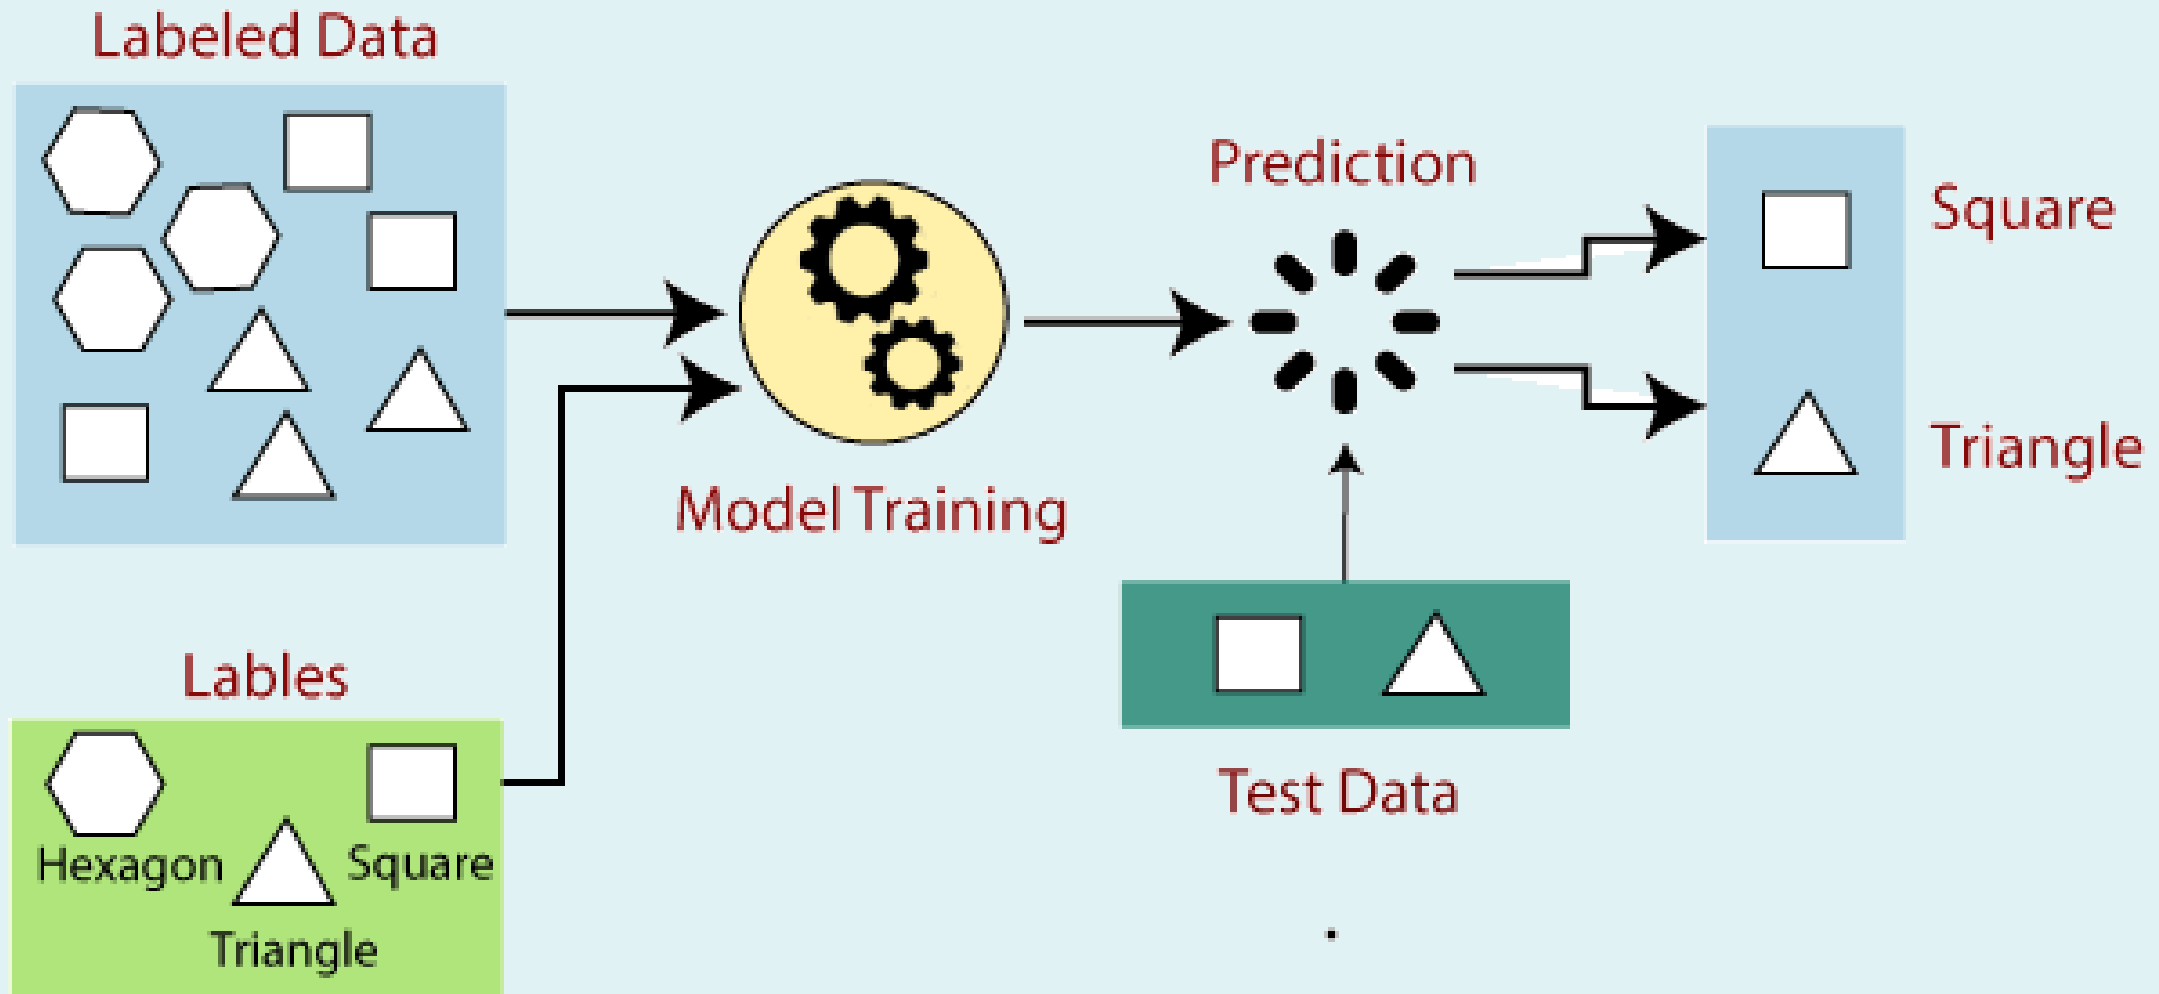 Labeled Data
Prediction
Square
Triangle
Model Training
Lables
Hexagon
Square
Triangle
Test Data